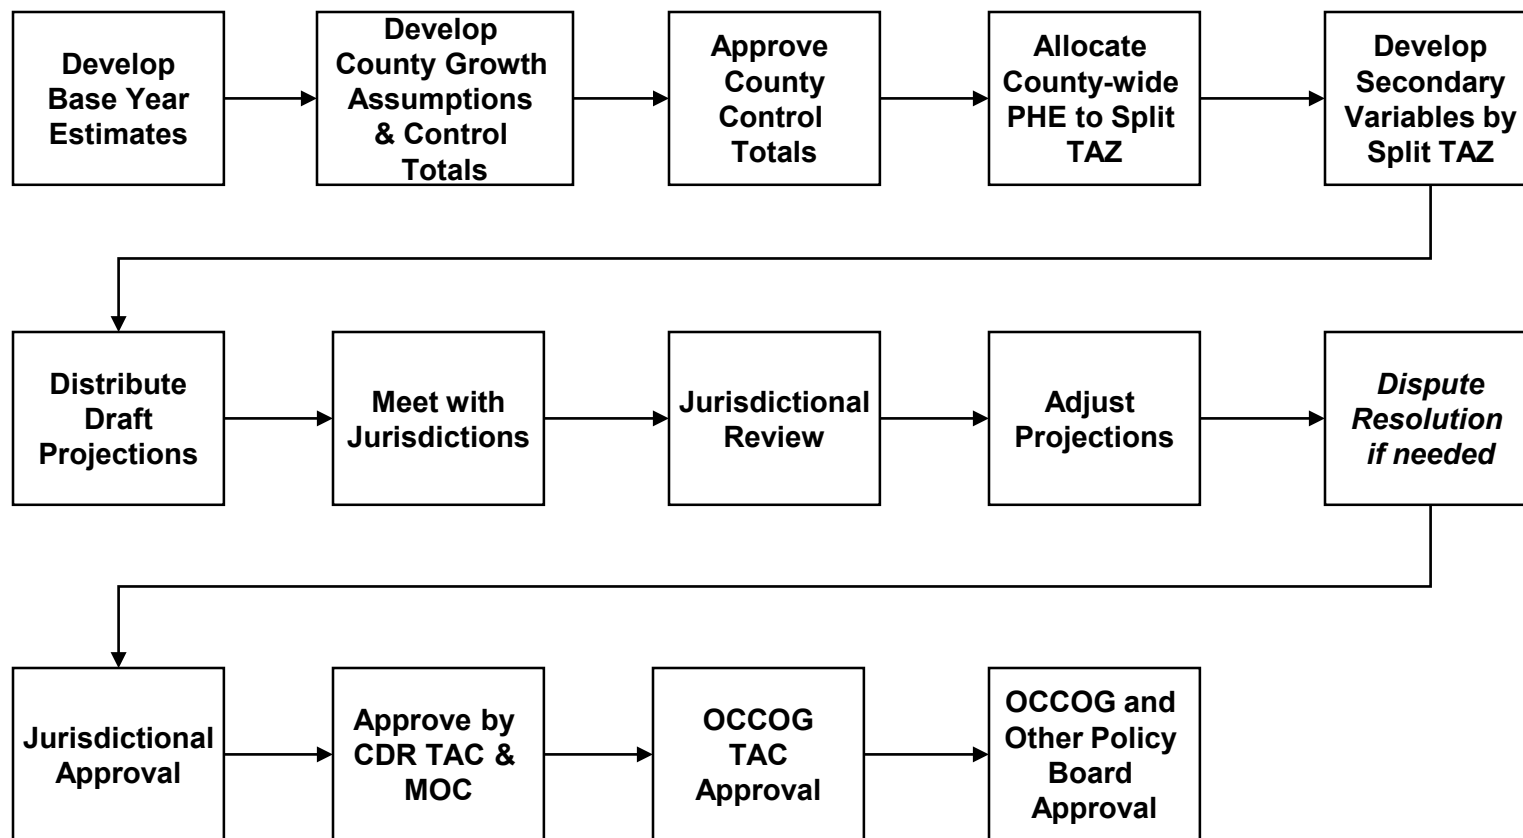 Develop
Base Year
Estimates
Develop
County Growth
Assumptions
& Control
Totals
Approve
County
Control
Totals
Allocate
County-wide
PHE to Split
TAZ
Develop
Secondary
Variables by
Split TAZ
Distribute
Draft
Projections
Meet with
Jurisdictions
Jurisdictional
Review
Adjust
Projections
Dispute
Resolution
if needed
Jurisdictional
Approval
Approve by
CDR TAC &
MOC
OCCOG
TAC
Approval
OCCOG and
Other Policy
Board
Approval